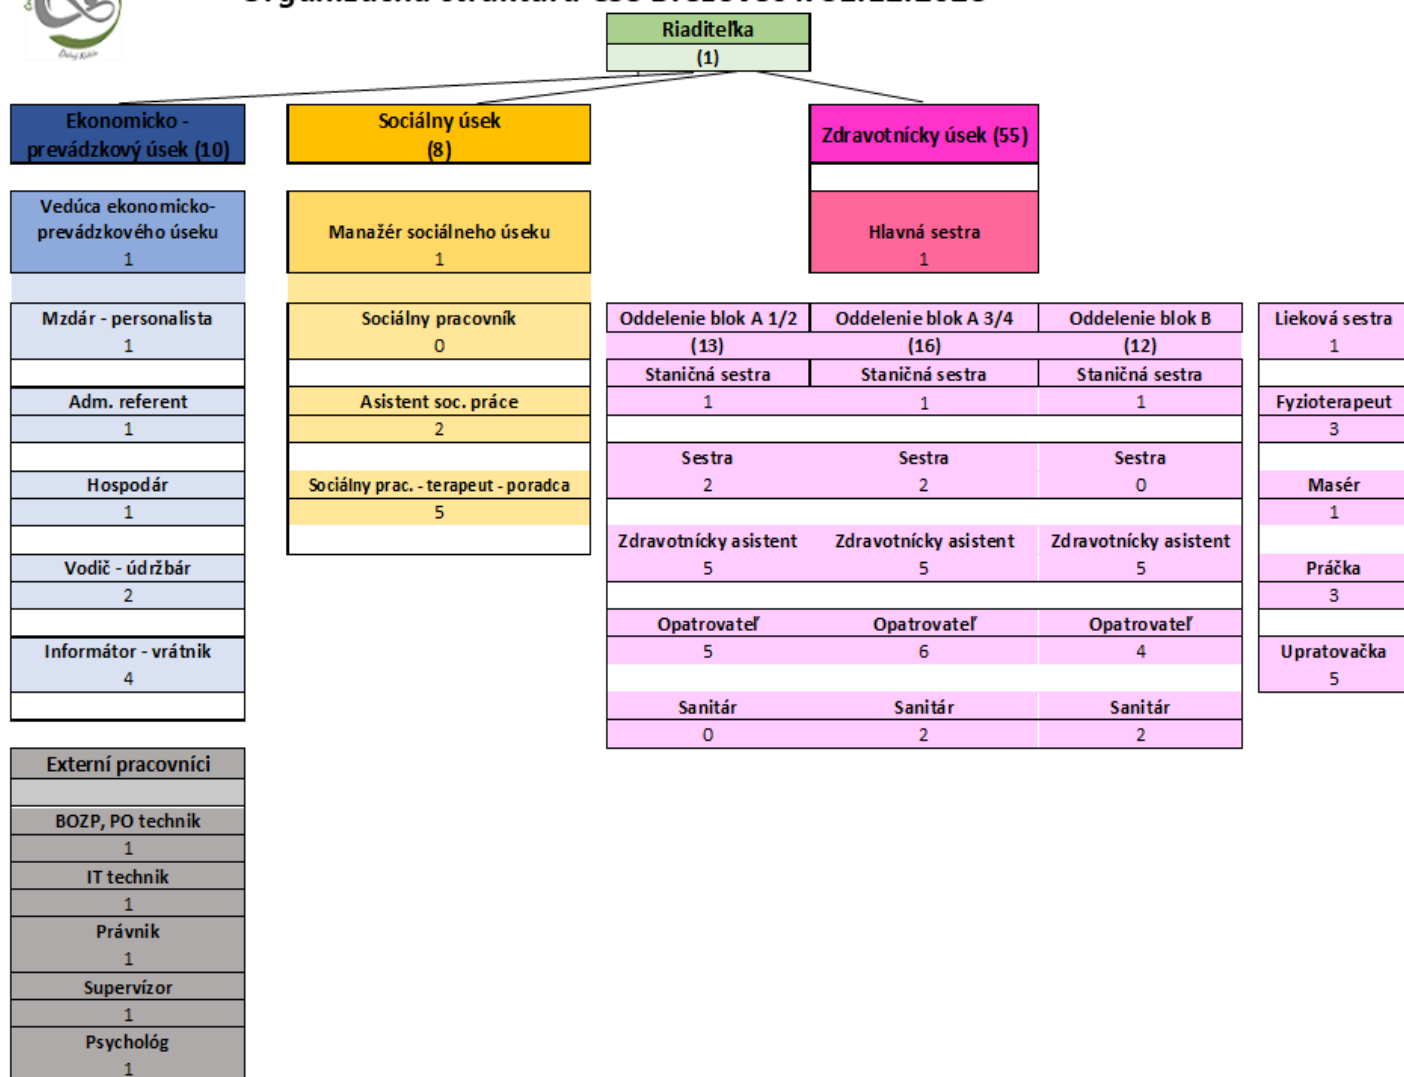 Riaditeľka
(1)
Ekonomicko -
prevádzkový úsek (10)
Sociálny úsek
(8)
Zdravotnícky úsek (55)
Vedúca ekonomicko-
prevádzkového úseku
1
Manažér sociálneho úseku
1
Hlavná sestra
1
Mzdár - personalista
1
Adm. referent
1
Hospodár
1
Vodič - údržbár
2
Informátor - vrátnik
4
Sociálny pracovník
0
Asistent soc. práce
2
Sociálny prac. - terapeut - poradca
5
Oddelenie blok A 1/2
(13)
Staničná sestra
1
Sestra
2
Zdravotnícky asistent
5
Opatrovateľ
5
Sanitár
0
Oddelenie blok A 3/4
(16)
Staničná sestra
1
Sestra
2
Zdravotnícky asistent
5
Opatrovateľ
6
Sanitár
2
Oddelenie blok B
(12)
Staničná sestra
1
Sestra
0
Zdravotnícky asistent
5
Opatrovateľ
4
Sanitár
2
Lieková sestra
1
Fyzioterapeut
3
Masér
1
Práčka
3
Upratovačka
5
Externí pracovníci
BOZP, PO technik
1
IT technik
1
Právnik
1
Supervízor
1
Psychológ
1